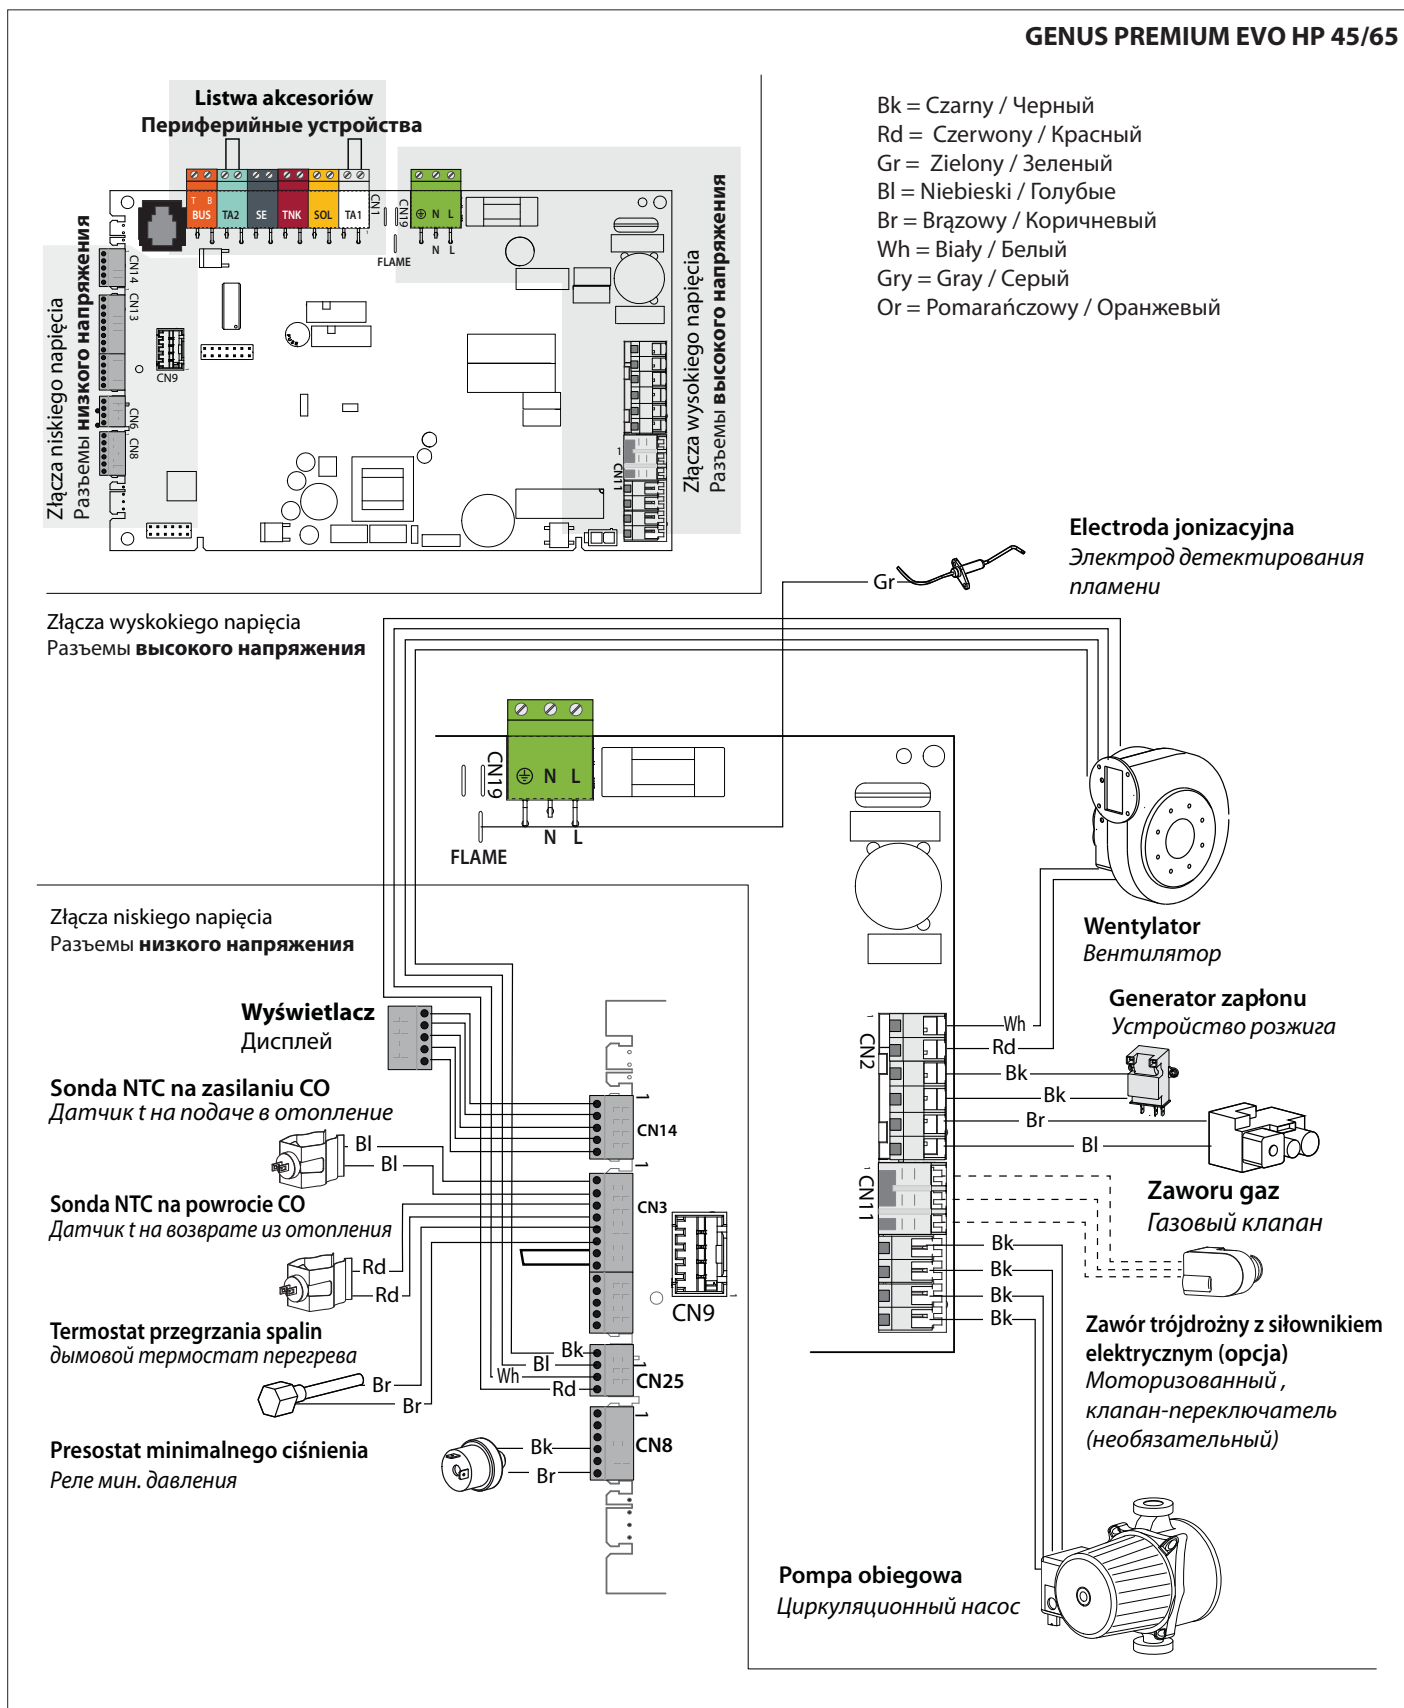 GENUS PREMIUM EVO HP 45/65
Listwa akcesoriów
Периферийные устройства
Bk = Czarny / Черный
Rd = Czerwony / Красный
Gr = Zielony / Зеленый
Bl = Niebieski / Голубые
Br = Brązowy / Коричневый
Wh = Biały / Белый
Gry = Gray / Серый
Or = Pomarańczowy / Оранжевый
T B
BUS TA2 SE TNK SOL TA1
CN1
CN19
N L
N L
FLAME
Złącza niskiego napięcia
Разъемы низкого напряжения
CN14
CN13
CN9
CN6
CN8
1
CN11
Złącza wysokiego napięcia
Разъемы высокого напряжения
Electroda jonizacyjna
Электрод детектирования
пламени
Gr
Złącza wyskokiego napięcia
Разъемы высокого напряжения
CN19
N L
N L
FLAME
Wentylator
Вентилятор
Złącza niskiego napięcia
Разъемы низкого напряжения
Wyświetlacz
Дисплей
Generator zapłonu
Устройство розжига
1
CN2
Wh
Rd
Bk
Bk
Br
Bl
Sonda NTC na zasilaniu CO
Датчик t на подаче в отопление
Bl
Bl
1
CN14
1
CN3
Sonda NTC na powrocie CO
Датчик t на возврате из отопления
Rd
Rd
CN9
1
1
CN11
Zaworu gaz
Газовый клапан
Bk
Bk
Bk
Bk
Termostat przegrzania spalin
дымовой термостат перегрева
Br
Br
Bk
Bl
Wh
Rd
1
CN25
Zawór trójdrożny z siłownikiem
elektrycznym (opcja)
Моторизованный ,
клапан-переключатель
(необязательный)
Presostat minimalnego ciśnienia
Реле мин. давления
Bk
Br
1
CN8
Pompa obiegowa
Циркуляционный насос